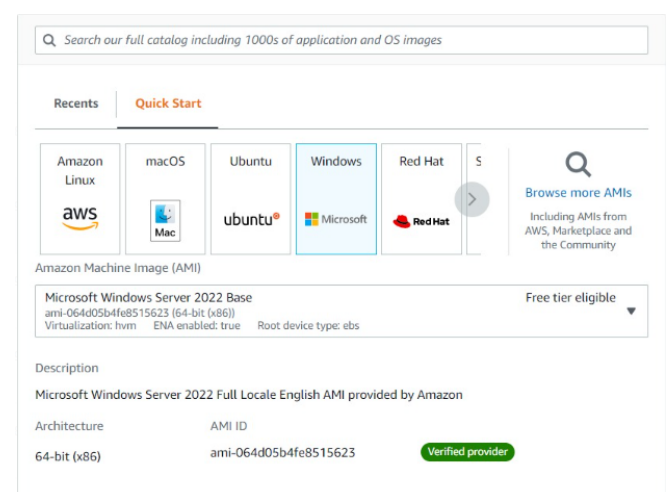 Search our full catalog including 1000s of application and OS images
Recents
Quick Start
Amazon
Linux
aws
macOS
Mac
Ubuntu
ubuntu
Windows
Microsoft
Red Hat
Red Hat
S
Browse more AMIs
Including AMIs from
AWS, Marketplace and
the Community
Amazon Machine Image (AMI)
Microsoft Windows Server 2022 Base
Free tier eligible
ami-064d05b4fe8515623 (64-bit (x86))
Virtualization: hvm ENA enabled: true Root device type: ebs
Description
Microsoft Windows Server 2022 Full Locale English AMI provided by Amazon
Architecture
AMI ID
64-bit (x86)
ami-064d05b4fe8515623
Verified provider